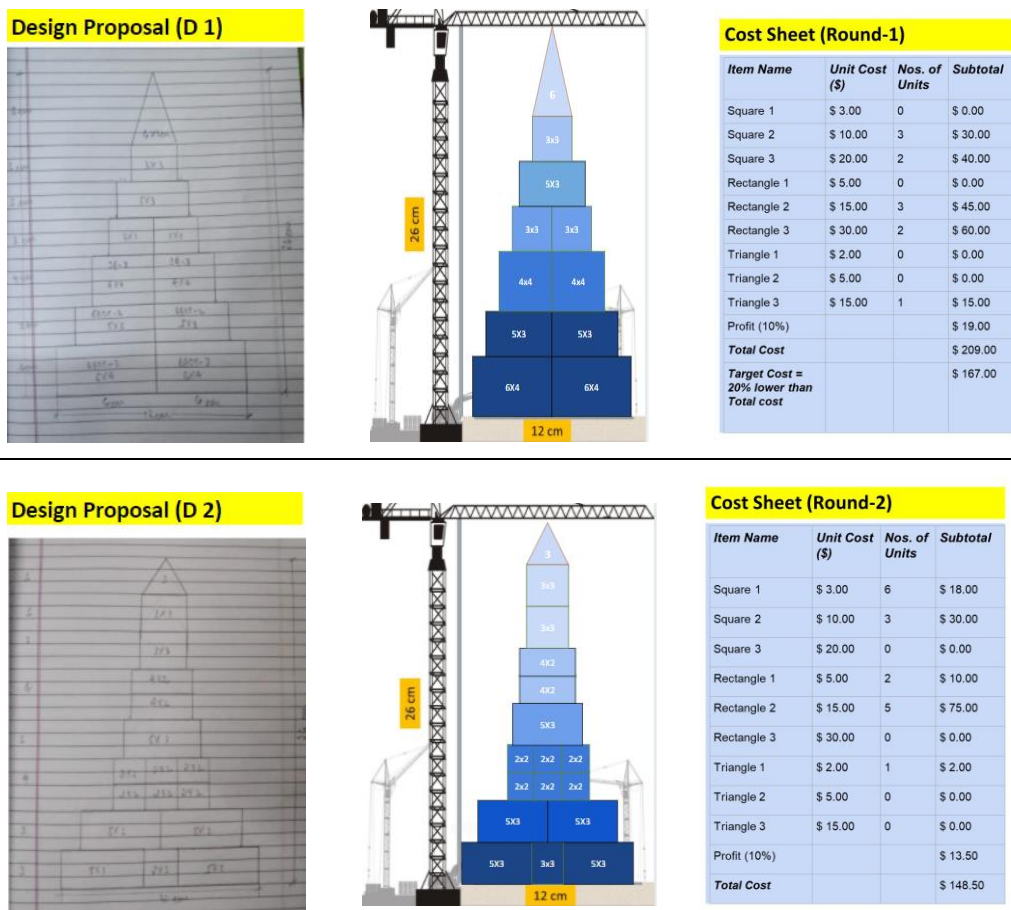 Design Proposal (D 1)
6
3x3
5X3
3x3 3x3
4x4 4x4
5X3 5X3
6X4 6X4
26 cm
12 cm
Cost Sheet (Round-1)
Item Name Unit Cost ($) Nos. of Units Subtotal
Square 1 $ 3.00 0 $ 0.00
Square 2 $ 10.00 3 $ 30.00
Square 3 $ 20.00 2 $ 40.00
Rectangle 1 $ 5.00 0 $ 0.00
Rectangle 2 $ 15.00 3 $ 45.00
Rectangle 3 $ 30.00 2 $ 60.00
Triangle 1 $ 2.00 0 $ 0.00
Triangle 2 $ 5.00 0 $ 0.00
Triangle 3 $ 15.00 1 $ 15.00
Profit (10%) $ 19.00
Total Cost $ 209.00
Target Cost = 20% lower than Total cost $ 167.00
Design Proposal (D 2)
3
3x3
3x3
4X2
4X2
5X3
2x2 2x2 2x2
2x2 2x2 2x2
5X3 5X3
5X3 3x3 5X3
26 cm
12 cm
Cost Sheet (Round-2)
Item Name Unit Cost ($) Nos. of Units Subtotal
Square 1 $ 3.00 6 $ 18.00
Square 2 $ 10.00 3 $ 30.00
Square 3 $ 20.00 0 $ 0.00
Rectangle 1 $ 5.00 2 $ 10.00
Rectangle 2 $ 15.00 5 $ 75.00
Rectangle 3 $ 30.00 0 $ 0.00
Triangle 1 $ 2.00 1 $ 2.00
Triangle 2 $ 5.00 0 $ 0.00
Triangle 3 $ 15.00 0 $ 0.00
Profit (10%) $ 13.50
Total Cost $ 148.50